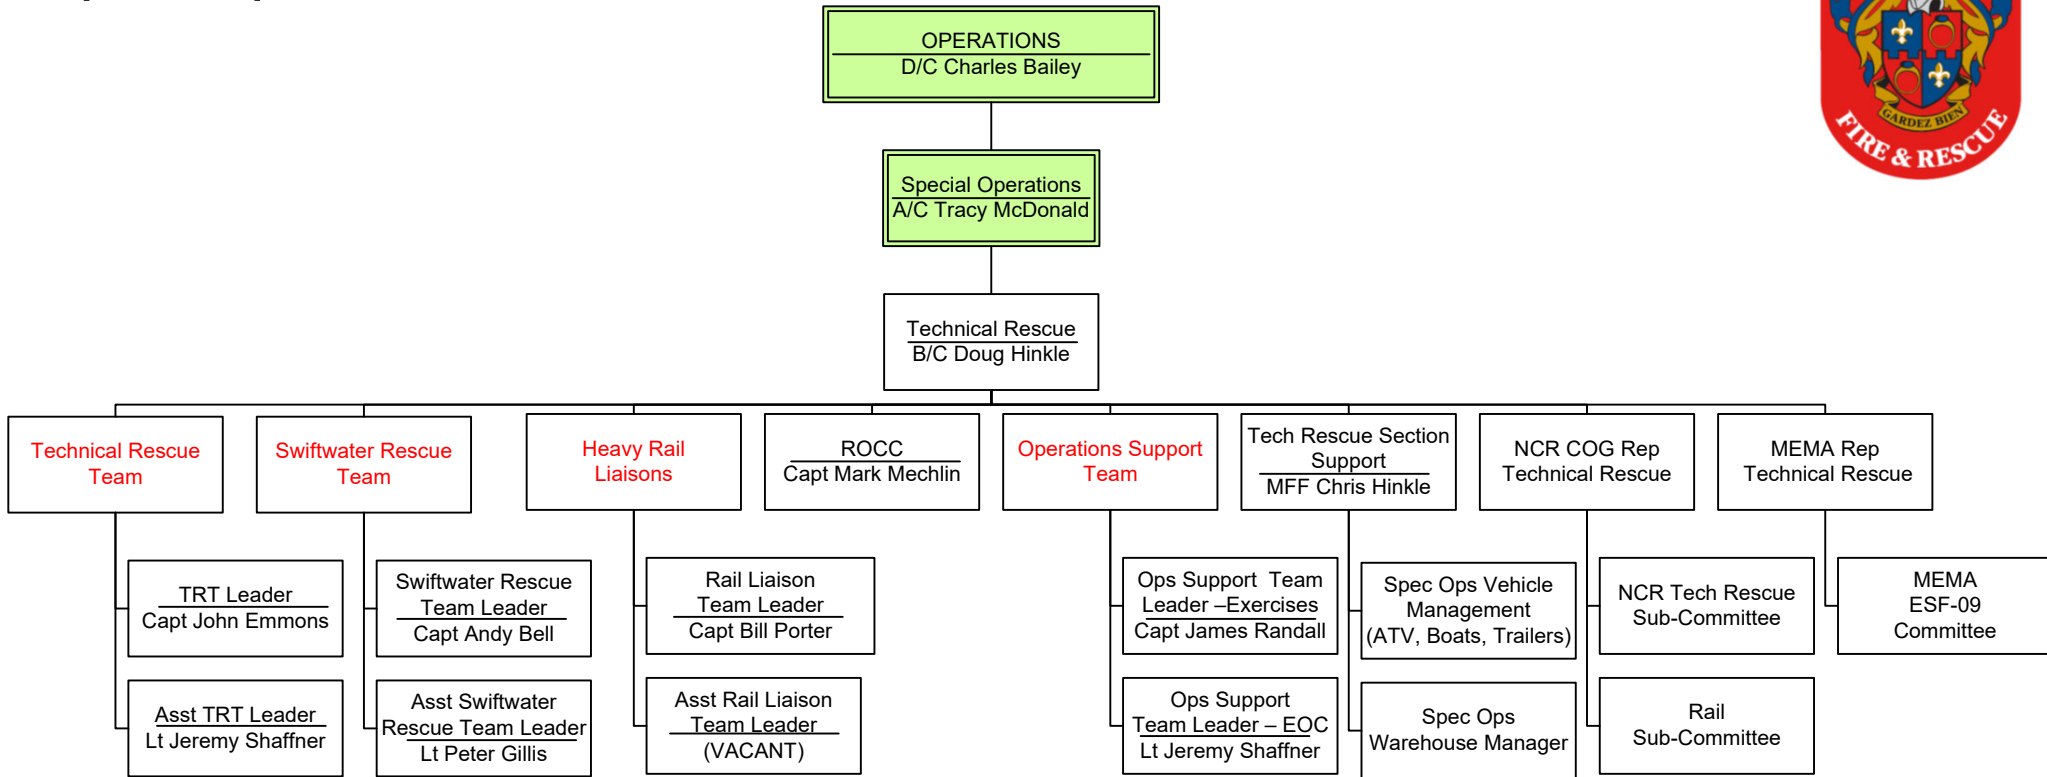 OPERATIONS
D/C Charles Bailey
GARDEZ BIEN
FIRE & RESCUE
Special Operations
A/C Tracy McDonald
Technical Rescue
B/C Doug Hinkle
Technical Rescue
Team
Swiftwater Rescue
Team
Heavy Rail
Liaisons
ROCC
Capt Mark Mechlin
Operations Support
Team
Tech Rescue Section
Support
MFF Chris Hinkle
NCR COG Rep
Technical Rescue
MEMA Rep
Technical Rescue
TRT Leader
Capt John Emmons
Swiftwater Rescue
Team Leader
Capt Andy Bell
Rail Liaison
Team Leader
Capt Bill Porter
Ops Support Team
Leader –Exercises
Capt James Randall
Spec Ops Vehicle
Management
(ATV, Boats, Trailers)
NCR Tech Rescue
Sub-Committee
MEMA
ESF-09
Committee
Asst TRT Leader
Lt Jeremy Shaffner
Asst Swiftwater
Rescue Team Leader
Lt Peter Gillis
Asst Rail Liaison
Team Leader
(VACANT)
Ops Support
Team Leader – EOC
Lt Jeremy Shaffner
Spec Ops
Warehouse Manager
Rail
Sub-Committee